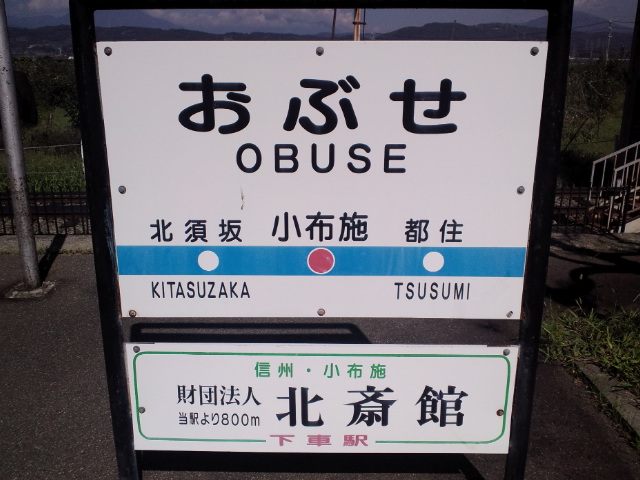 おぶせ
OBUSE
北須坂 小布施 都住
KITASUZAKA TSUSUMI
信州・小布施
財団法人 北斎館
当駅より800m
下車駅